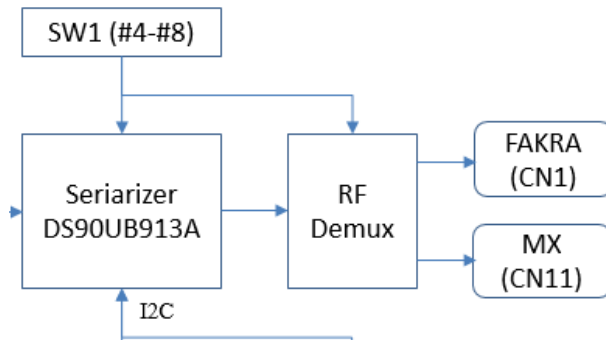 SW1 (#4-#8)
Seriarizer
DS90UB913A
RF
Demux
FAKRA
(CN1)
MX
(CN11)
I2C